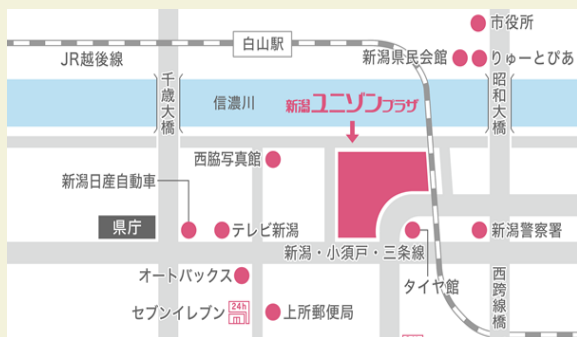 市役所
白山駅
JR越後線
新潟県民会館
りゅーとぴあ
千歳大橋
信濃川
新潟ユニゾンプラザ
昭和大橋
西脇写真館
新潟日産自動車
県庁
テレビ新潟
新潟警察署
新潟・小須戸・三条線
オートバックス
タイヤ館
西跨線橋
セブンイレブン
24h
上所郵便局